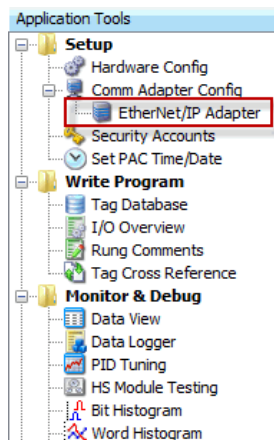 Application Tools
Setup
Hardware Config
Comm Adapter Config
EtherNet/IP Adapter
Security Accounts
Set PAC Time/Date
Write Program
Tag Database
I/O Overview
Rung Comments
Tag Cross Reference
Monitor & Debug
Data View
Data Logger
PID Tuning
HS Module Testing
Bit Histogram
Word Histogram